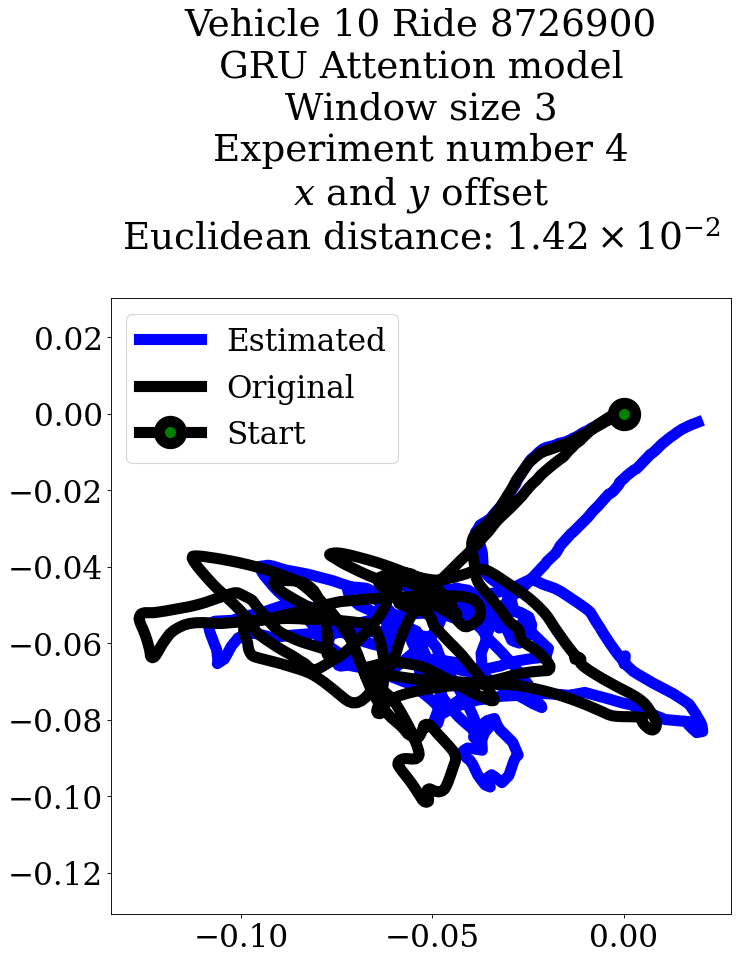 Vehicle 10 Ride 8726900
GRU Attention model
Window size 3
Experiment number 4
x and y offset
Euclidean distance: 1.42 × 10⁻²
Estimated
Original
Start
0.02
0.00
−0.02
−0.04
−0.06
−0.08
−0.10
−0.12
−0.10 −0.05 0.00